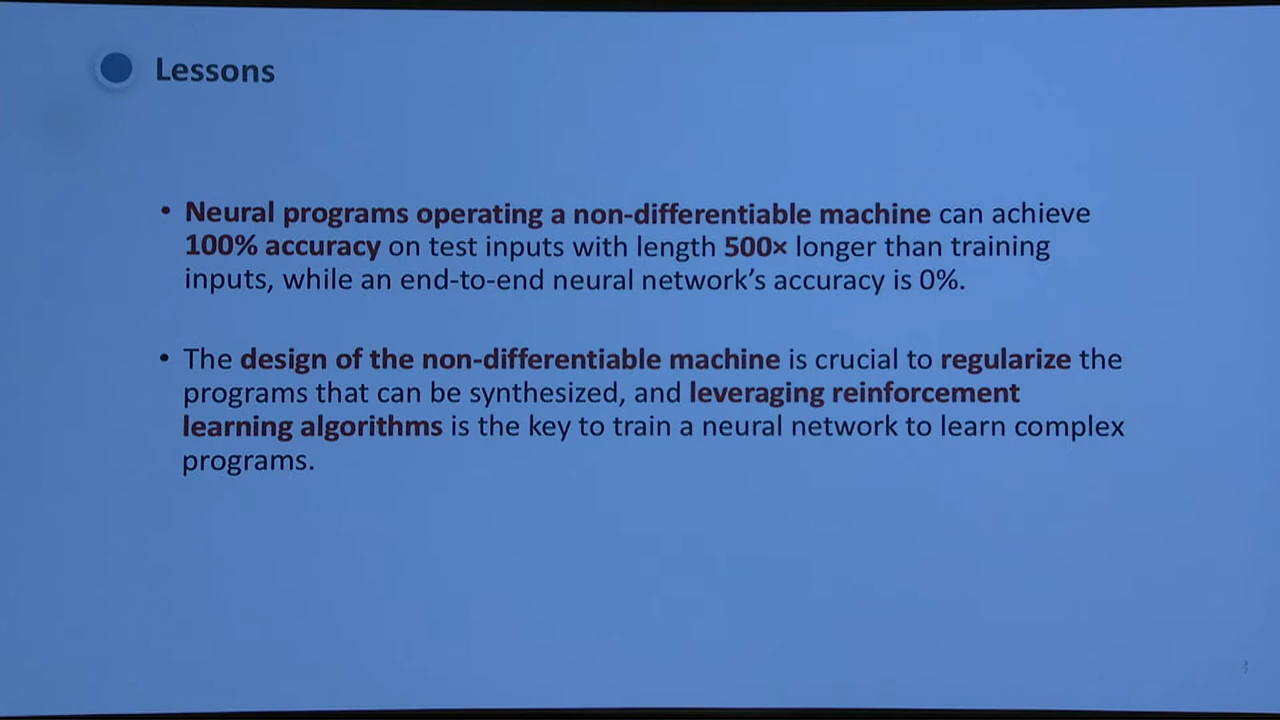 Lessons
• Neural programs operating a non-differentiable machine can achieve
100% accuracy on test inputs with length 500× longer than training
inputs, while an end-to-end neural network’s accuracy is 0%.
• The design of the non-differentiable machine is crucial to regularize the
programs that can be synthesized, and leveraging reinforcement
learning algorithms is the key to train a neural network to learn complex
programs.